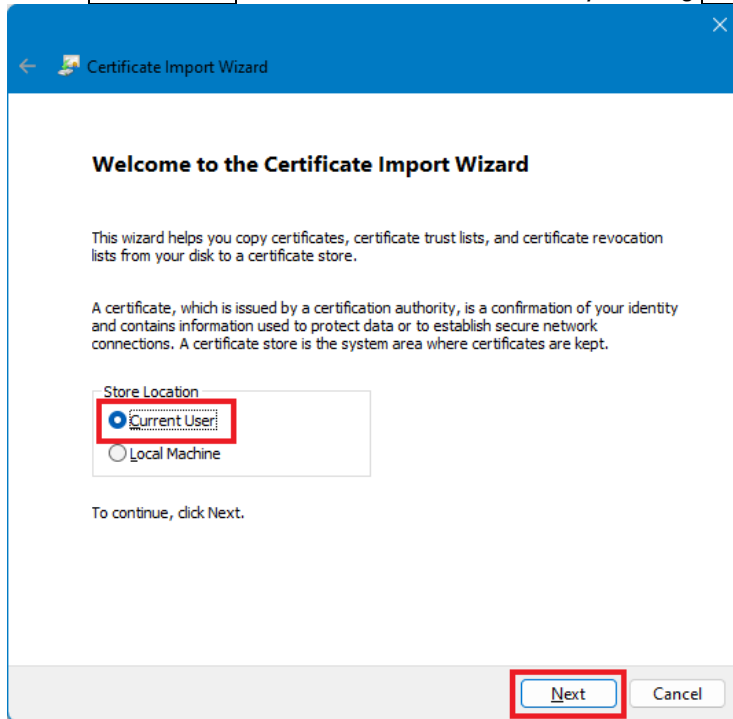 Certificate Import Wizard
Welcome to the Certificate Import Wizard
This wizard helps you copy certificates, certificate trust lists, and certificate revocation
lists from your disk to a certificate store.
A certificate, which is issued by a certification authority, is a confirmation of your identity
and contains information used to protect data or to establish secure network
connections. A certificate store is the system area where certificates are kept.
Store Location
Current User
Local Machine
To continue, click Next.
Next Cancel